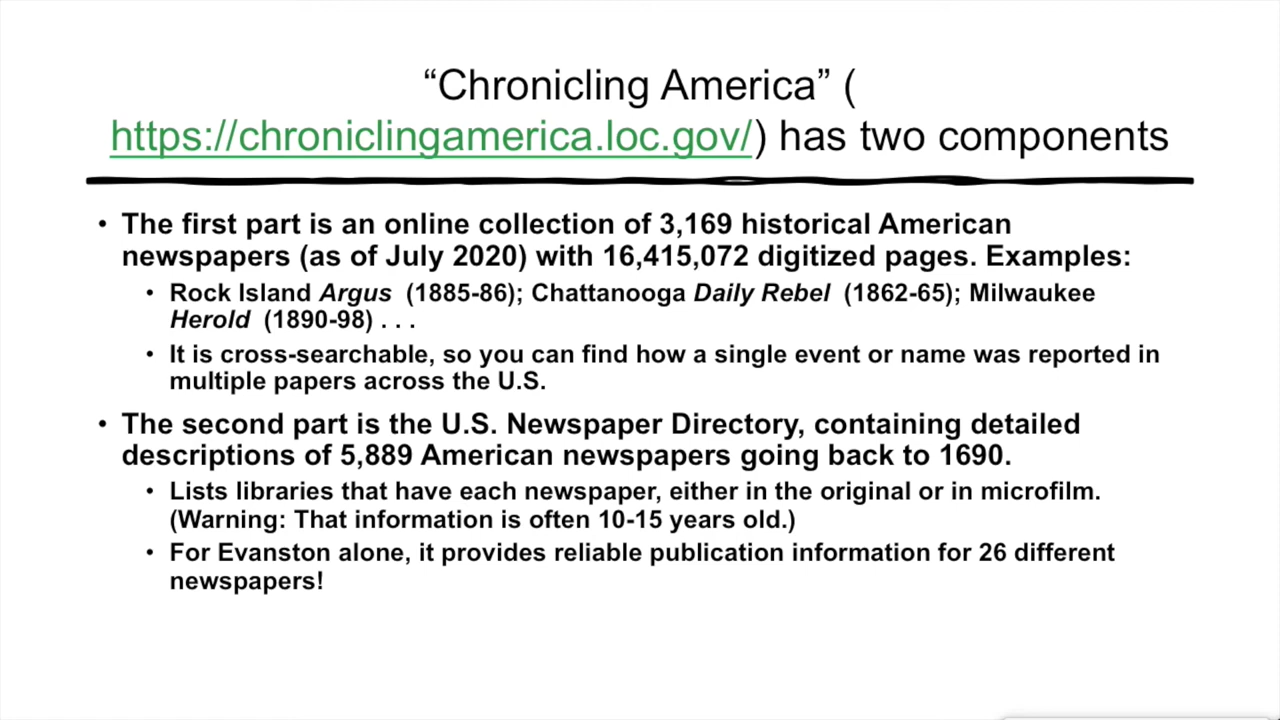 “Chronicling America” (
https://chroniclingamerica.loc.gov/) has two components
• The first part is an online collection of 3,169 historical American
newspapers (as of July 2020) with 16,415,072 digitized pages. Examples:
• Rock Island Argus (1885-86); Chattanooga Daily Rebel (1862-65); Milwaukee
Herold (1890-98) . . .
• It is cross-searchable, so you can find how a single event or name was reported in
multiple papers across the U.S.
• The second part is the U.S. Newspaper Directory, containing detailed
descriptions of 5,889 American newspapers going back to 1690.
• Lists libraries that have each newspaper, either in the original or in microfilm.
(Warning: That information is often 10-15 years old.)
• For Evanston alone, it provides reliable publication information for 26 different
newspapers!